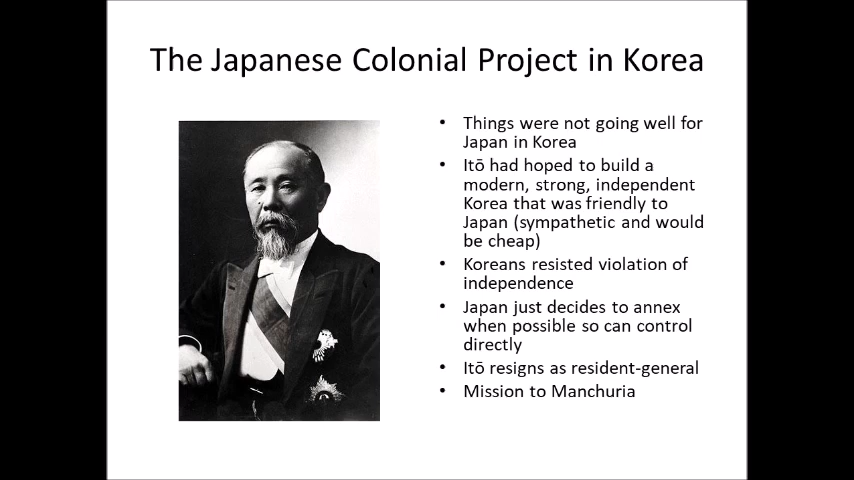 The Japanese Colonial Project in Korea
• Things were not going well for
Japan in Korea
• Itō had hoped to build a
modern, strong, independent
Korea that was friendly to
Japan (sympathetic and would
be cheap)
• Koreans resisted violation of
independence
• Japan just decides to annex
when possible so can control
directly
• Itō resigns as resident-general
• Mission to Manchuria